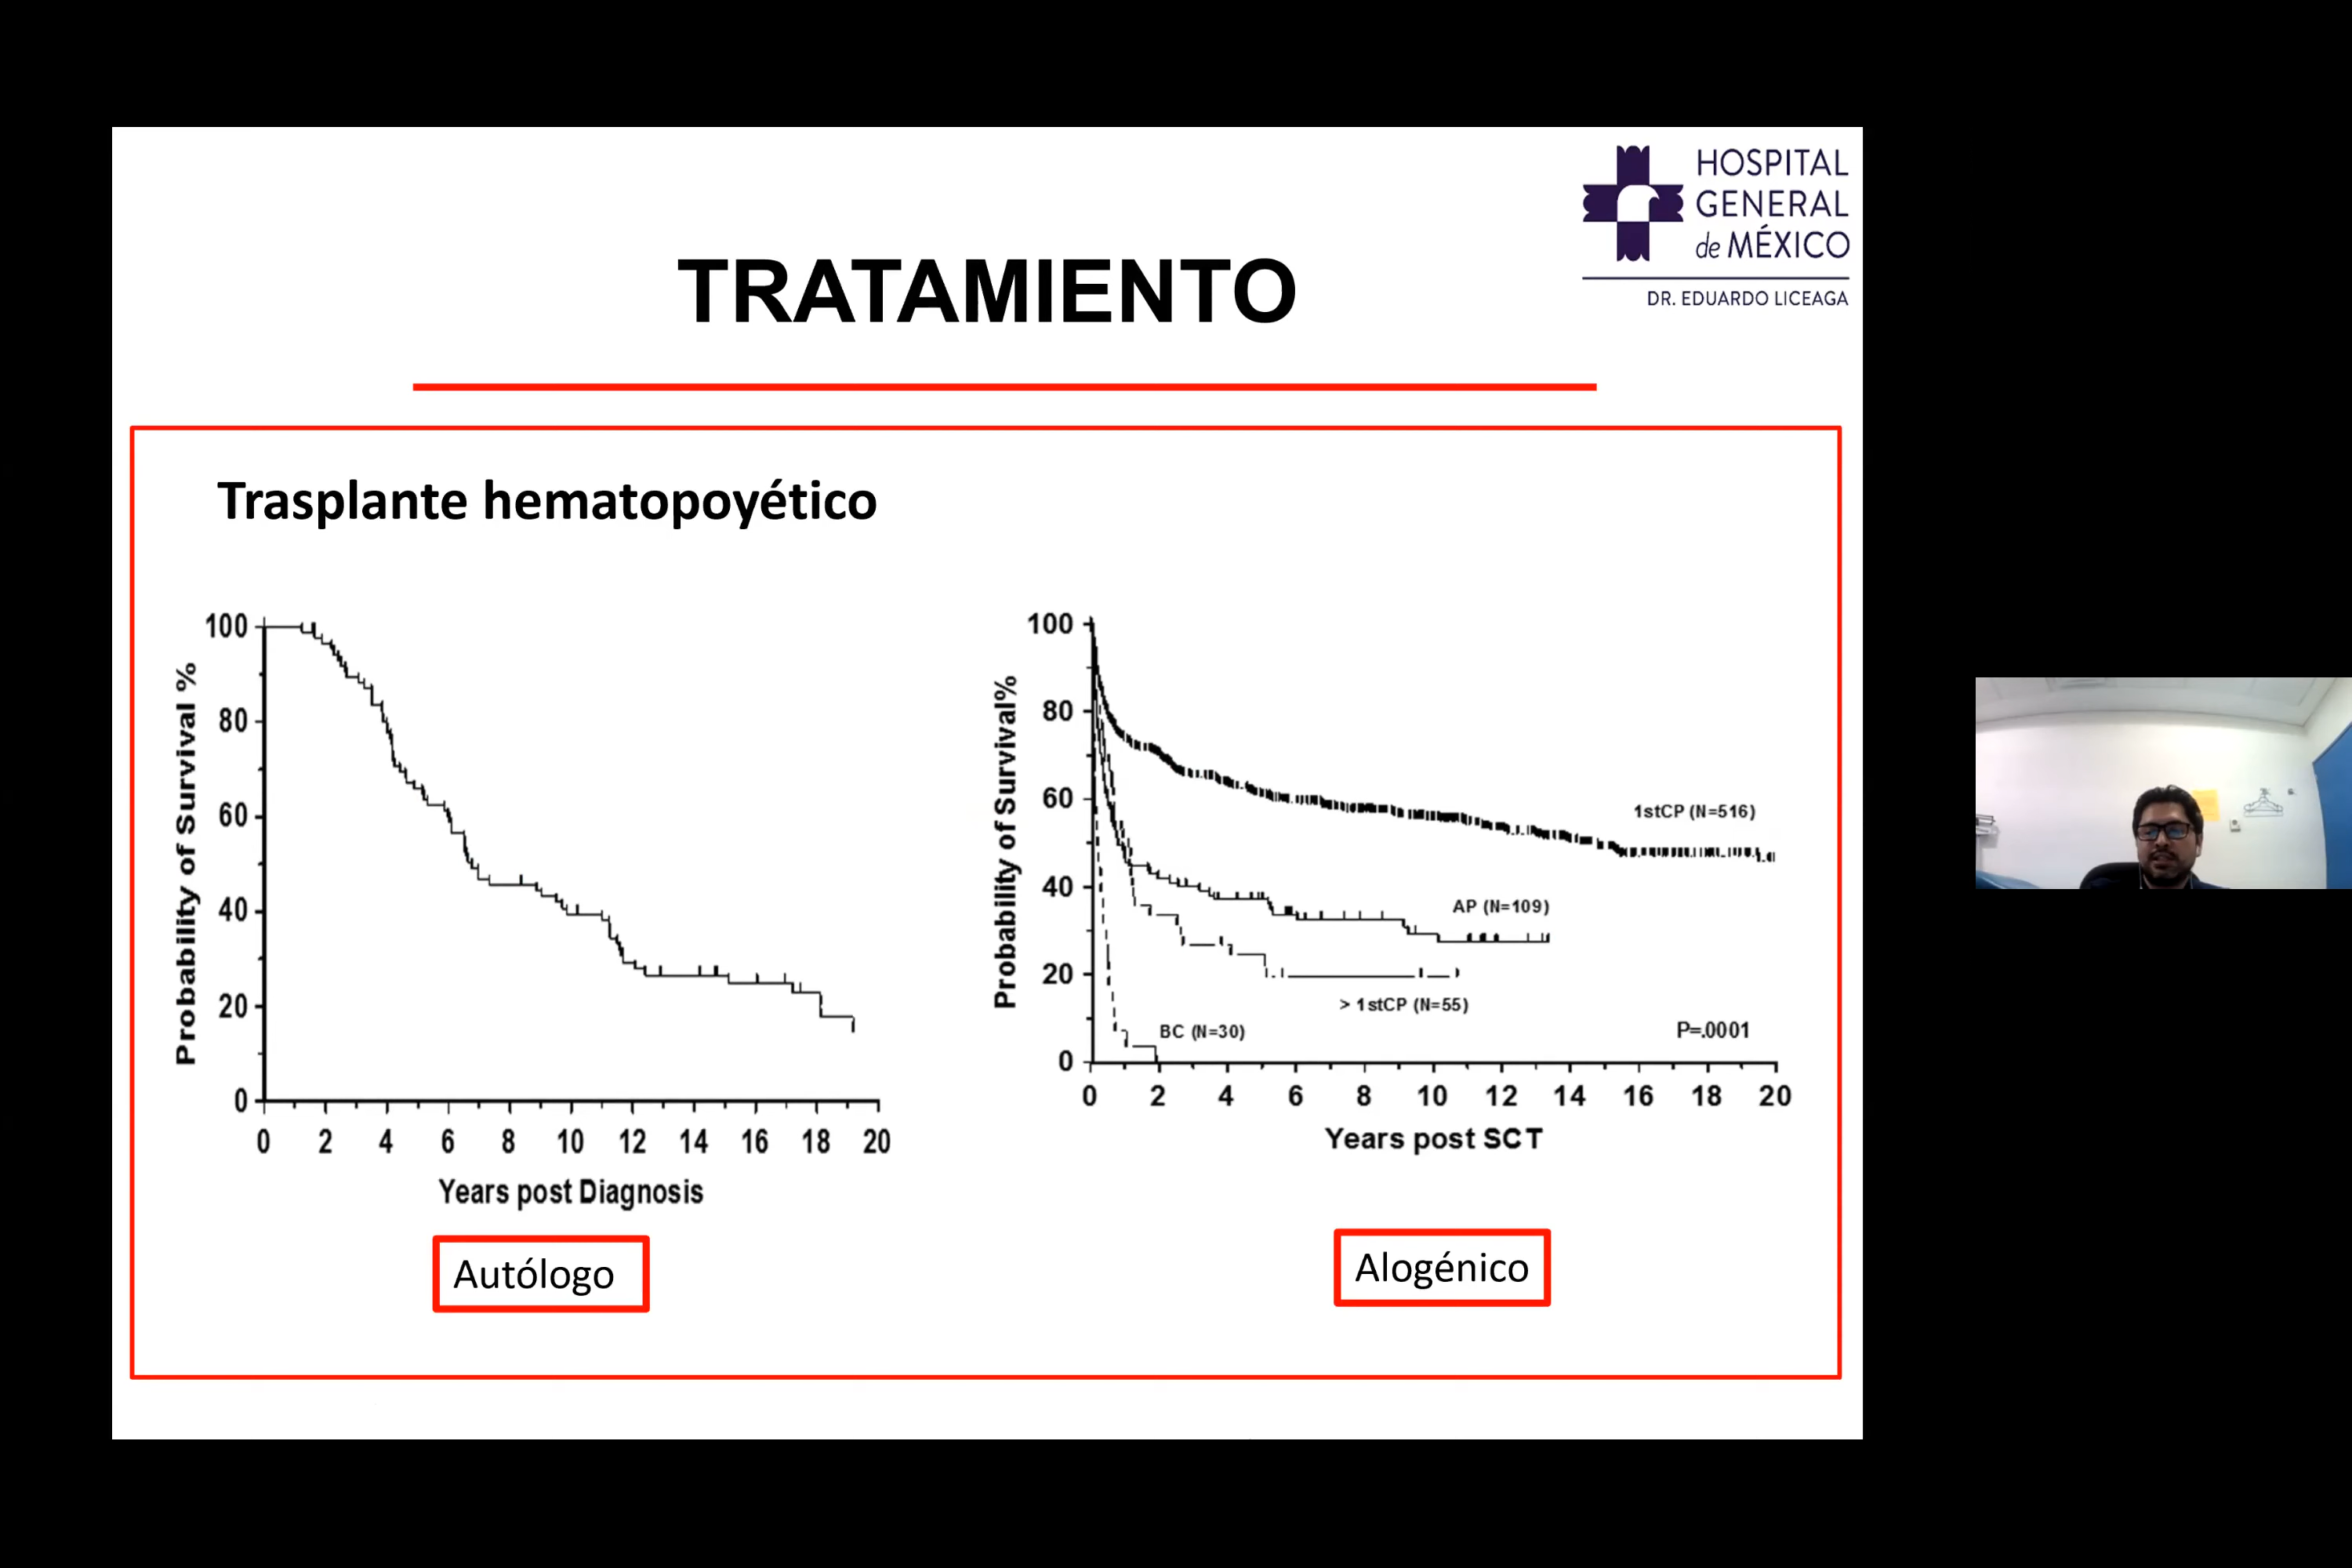 HOSPITAL
GENERAL
de MÉXICO
DR. EDUARDO LICEAGA
TRATAMIENTO
Trasplante hematopoyético
Probability of Survival %
100
80
60
40
20
0
0 2 4 6 8 10 12 14 16 18 20
Years post Diagnosis
Autólogo
Probability of Survival%
100
80
60
40
20
0
1stCP (N=516)
AP (N=109)
> 1stCP (N=55)
BC (N=30)
P=.0001
0 2 4 6 8 10 12 14 16 18 20
Years post SCT
Alogénico